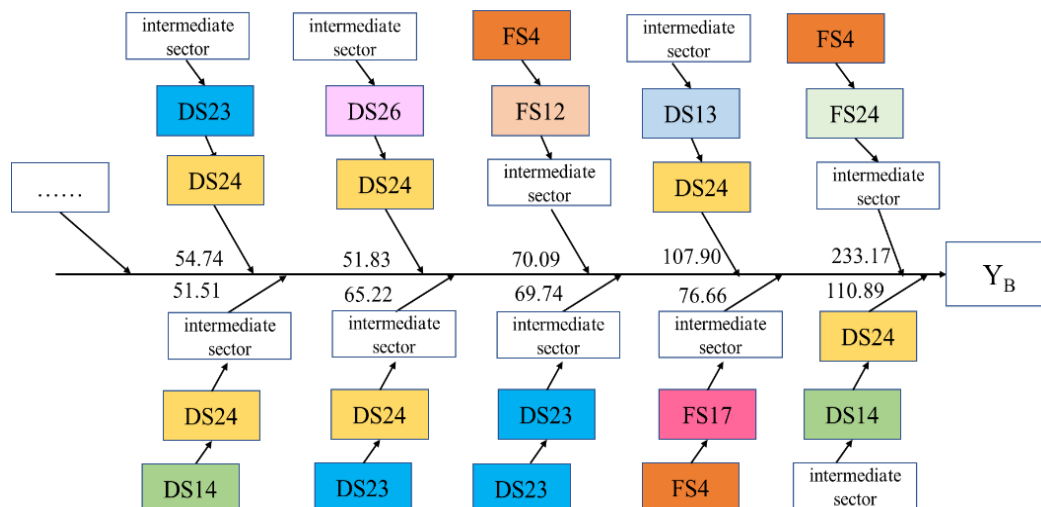 intermediate
sector
intermediate
sector
FS4
intermediate
sector
FS4
DS23
DS26
FS12
DS13
FS24
DS24
DS24
intermediate
sector
DS24
intermediate
sector
......
54.74
51.83
70.09
107.90
233.17
Y_B
51.51
65.22
69.74
76.66
110.89
intermediate
sector
intermediate
sector
intermediate
sector
intermediate
sector
DS24
DS24
DS24
DS23
FS17
DS14
DS14
DS23
DS23
FS4
intermediate
sector